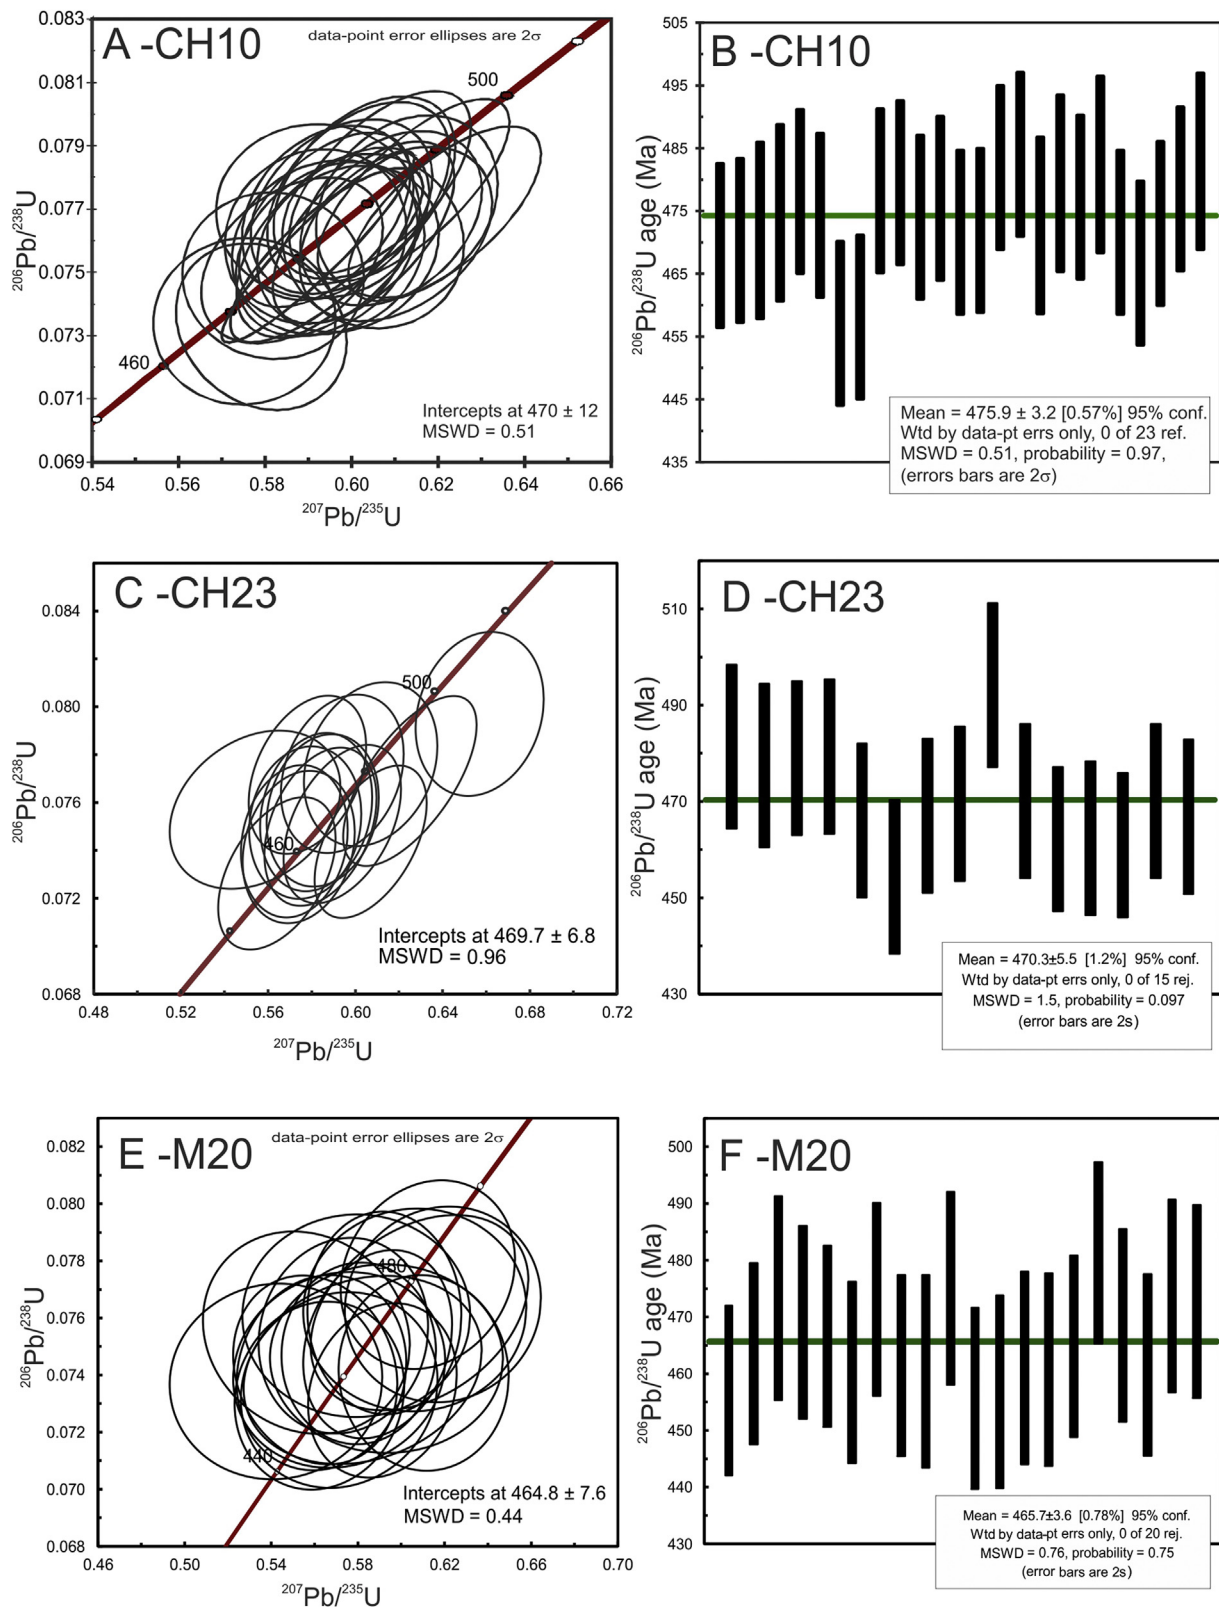 A -CH10
data-point error ellipses are 2σ
0.083
0.081
0.079
0.077
0.075
0.073
0.071
0.069
500
460
Intercepts at 470 ± 12
MSWD = 0.51
0.54 0.56 0.58 0.60 0.62 0.64 0.66
206Pb/238U
207Pb/235U
B -CH10
505
495
485
475
465
455
445
435
206Pb/238U age (Ma)
Mean = 475.9 ± 3.2 [0.57%] 95% conf.
Wtd by data-pt errs only, 0 of 23 ref.
MSWD = 0.51, probability = 0.97,
(errors bars are 2σ)
C -CH23
0.084
0.080
0.076
0.072
0.068
500
460
Intercepts at 469.7 ± 6.8
MSWD = 0.96
0.48 0.52 0.56 0.60 0.64 0.68 0.72
206Pb/238U
207Pb/235U
D -CH23
510
490
470
450
430
206Pb/238U age (Ma)
Mean = 470.3±5.5 [1.2%] 95% conf.
Wtd by data-pt errs only, 0 of 15 rej.
MSWD = 1.5, probability = 0.097
(error bars are 2s)
E -M20
data-point error ellipses are 2σ
0.082
0.080
0.078
0.076
0.074
0.072
0.070
0.068
480
440
Intercepts at 464.8 ± 7.6
MSWD = 0.44
0.46 0.50 0.54 0.58 0.62 0.66 0.70
206Pb/238U
207Pb/235U
F -M20
500
490
480
470
460
450
440
430
206Pb/238U age (Ma)
Mean = 465.7±3.6 [0.78%] 95% conf.
Wtd by data-pt errs only, 0 of 20 rej.
MSWD = 0.76, probability = 0.75
(error bars are 2s)